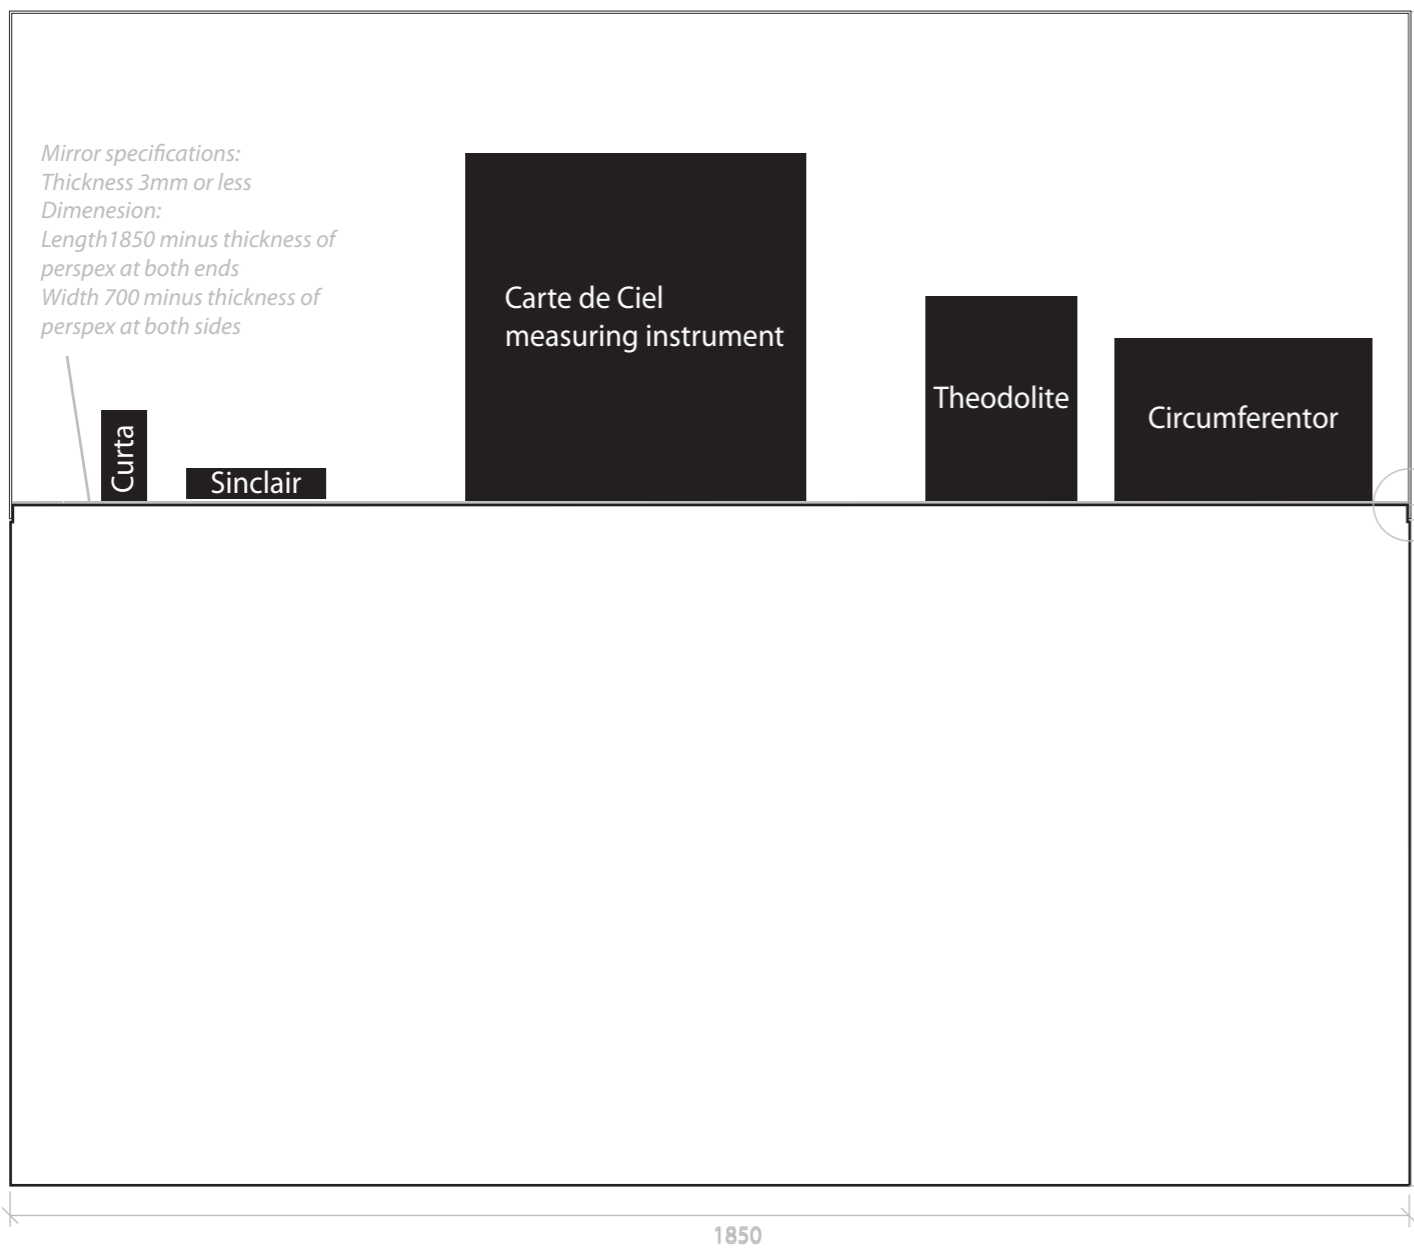 Mirror specifications:
Thickness 3mm or less
Dimenesion:
Length1850 minus thickness of
perspex at both ends
Width 700 minus thickness of
perspex at both sides
Carte de Ciel
measuring instrument
Theodolite
Circumferentor
Curta
Sinclair
1850